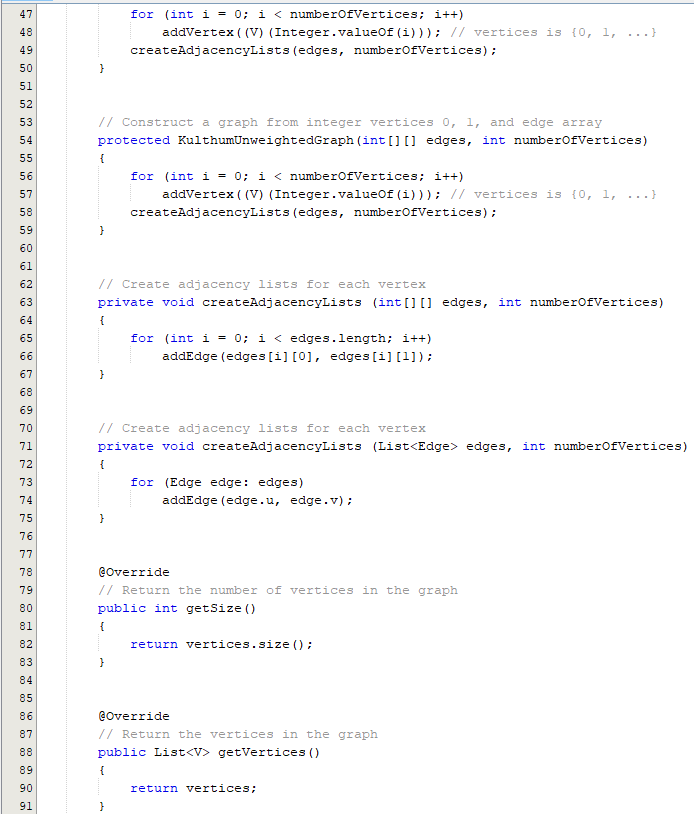 47 for (int i = 0; i < numberOfVertices; i++)
48 addVertex((V)(Integer.valueOf(i))); // vertices is {0, 1, ...}
49 createAdjacencyLists(edges, numberOfVertices);
50 }
51
52
53 // Construct a graph from integer vertices 0, 1, and edge array
54 protected KulthumUnweightedGraph(int[][] edges, int numberOfVertices)
55 {
56 for (int i = 0; i < numberOfVertices; i++)
57 addVertex((V)(Integer.valueOf(i))); // vertices is {0, 1, ...}
58 createAdjacencyLists(edges, numberOfVertices);
59 }
60
61
62 // Create adjacency lists for each vertex
63 private void createAdjacencyLists (int[][] edges, int numberOfVertices)
64 {
65 for (int i = 0; i < edges.length; i++)
66 addEdge(edges[i][0], edges[i][1]);
67 }
68
69
70 // Create adjacency lists for each vertex
71 private void createAdjacencyLists (List<Edge> edges, int numberOfVertices)
72 {
73 for (Edge edge: edges)
74 addEdge(edge.u, edge.v);
75 }
76
77
78 @Override
79 // Return the number of vertices in the graph
80 public int getSize()
81 {
82 return vertices.size();
83 }
84
85
86 @Override
87 // Return the vertices in the graph
88 public List<V> getVertices()
89 {
90 return vertices;
91 }